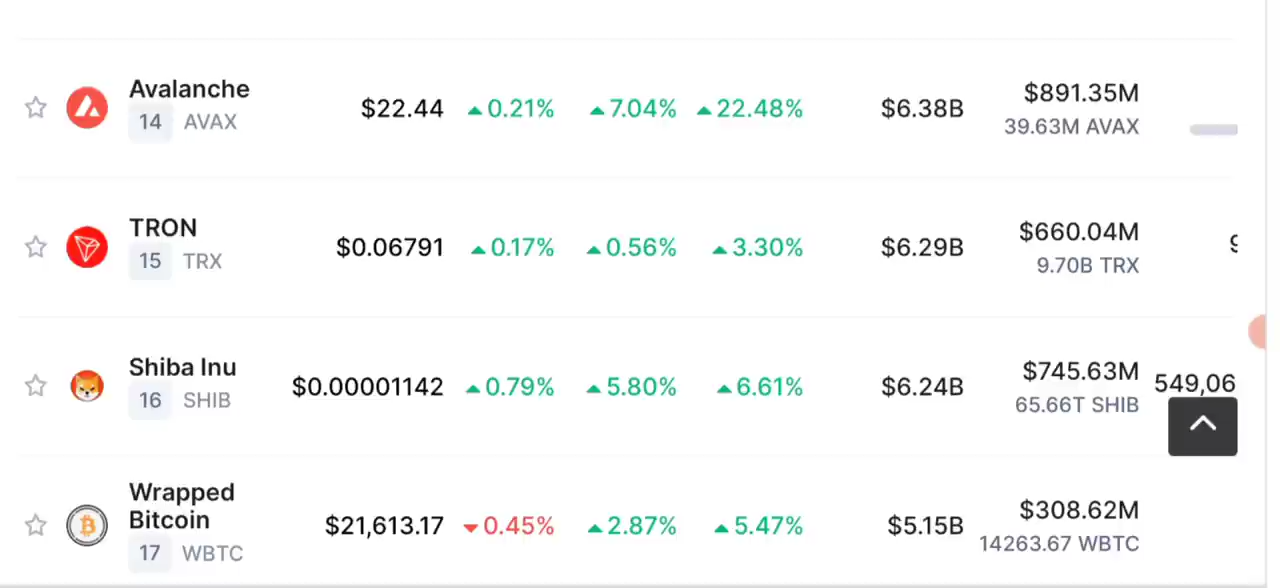 Avalanche
14 AVAX
$22.44 0.21% 7.04% 22.48% $6.38B
$891.35M
39.63M AVAX
TRON
15 TRX
$0.06791 0.17% 0.56% 3.30% $6.29B
$660.04M
9.70B TRX
Shiba Inu
16 SHIB
$0.00001142 0.79% 5.80% 6.61% $6.24B
$745.63M
65.66T SHIB
549,06
Wrapped
Bitcoin
17 WBTC
$21,613.17 0.45% 2.87% 5.47% $5.15B
$308.62M
14263.67 WBTC